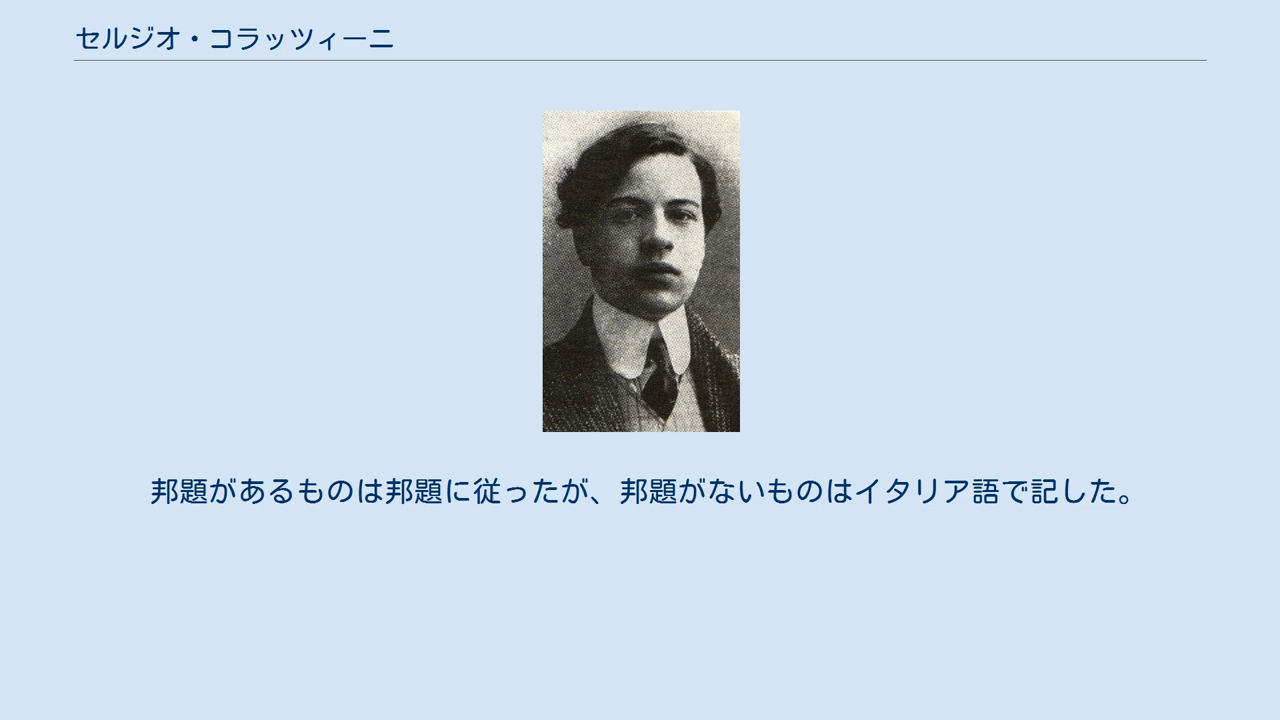 セルジオ・コラッツィーニ
邦題があるものは邦題に従ったが、邦題がないものはイタリア語で記した。